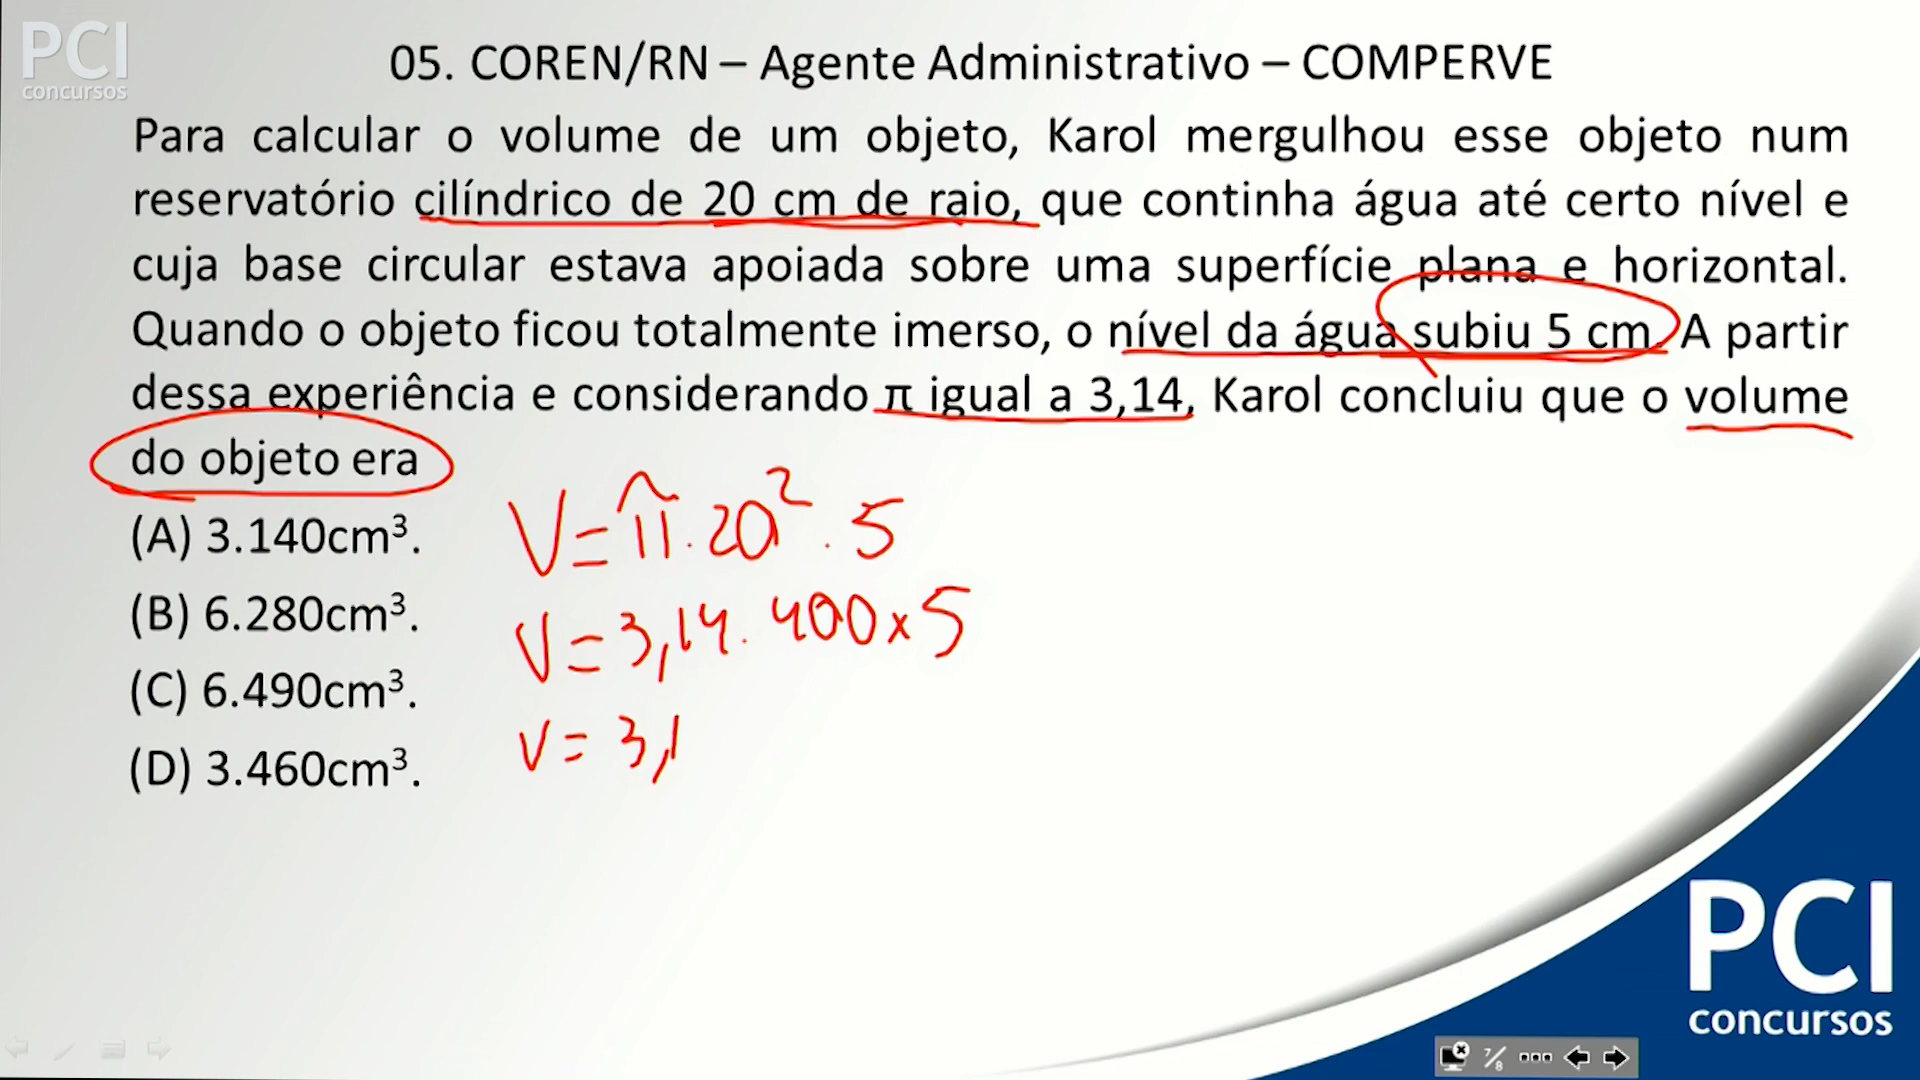 PCI
concursos
05. COREN/RN – Agente Administrativo – COMPERVE
Para calcular o volume de um objeto, Karol mergulhou esse objeto num
reservatório cilíndrico de 20 cm de raio, que continha água até certo nível e
cuja base circular estava apoiada sobre uma superfície plana e horizontal.
Quando o objeto ficou totalmente imerso, o nível da água subiu 5 cm. A partir
dessa experiência e considerando π igual a 3,14, Karol concluiu que o volume
do objeto era
(A) 3.140cm³.
(B) 6.280cm³.
(C) 6.490cm³.
(D) 3.460cm³.
V=π.20².5
V=3,14.400x5
V=3,1
PCI
concursos
7/8